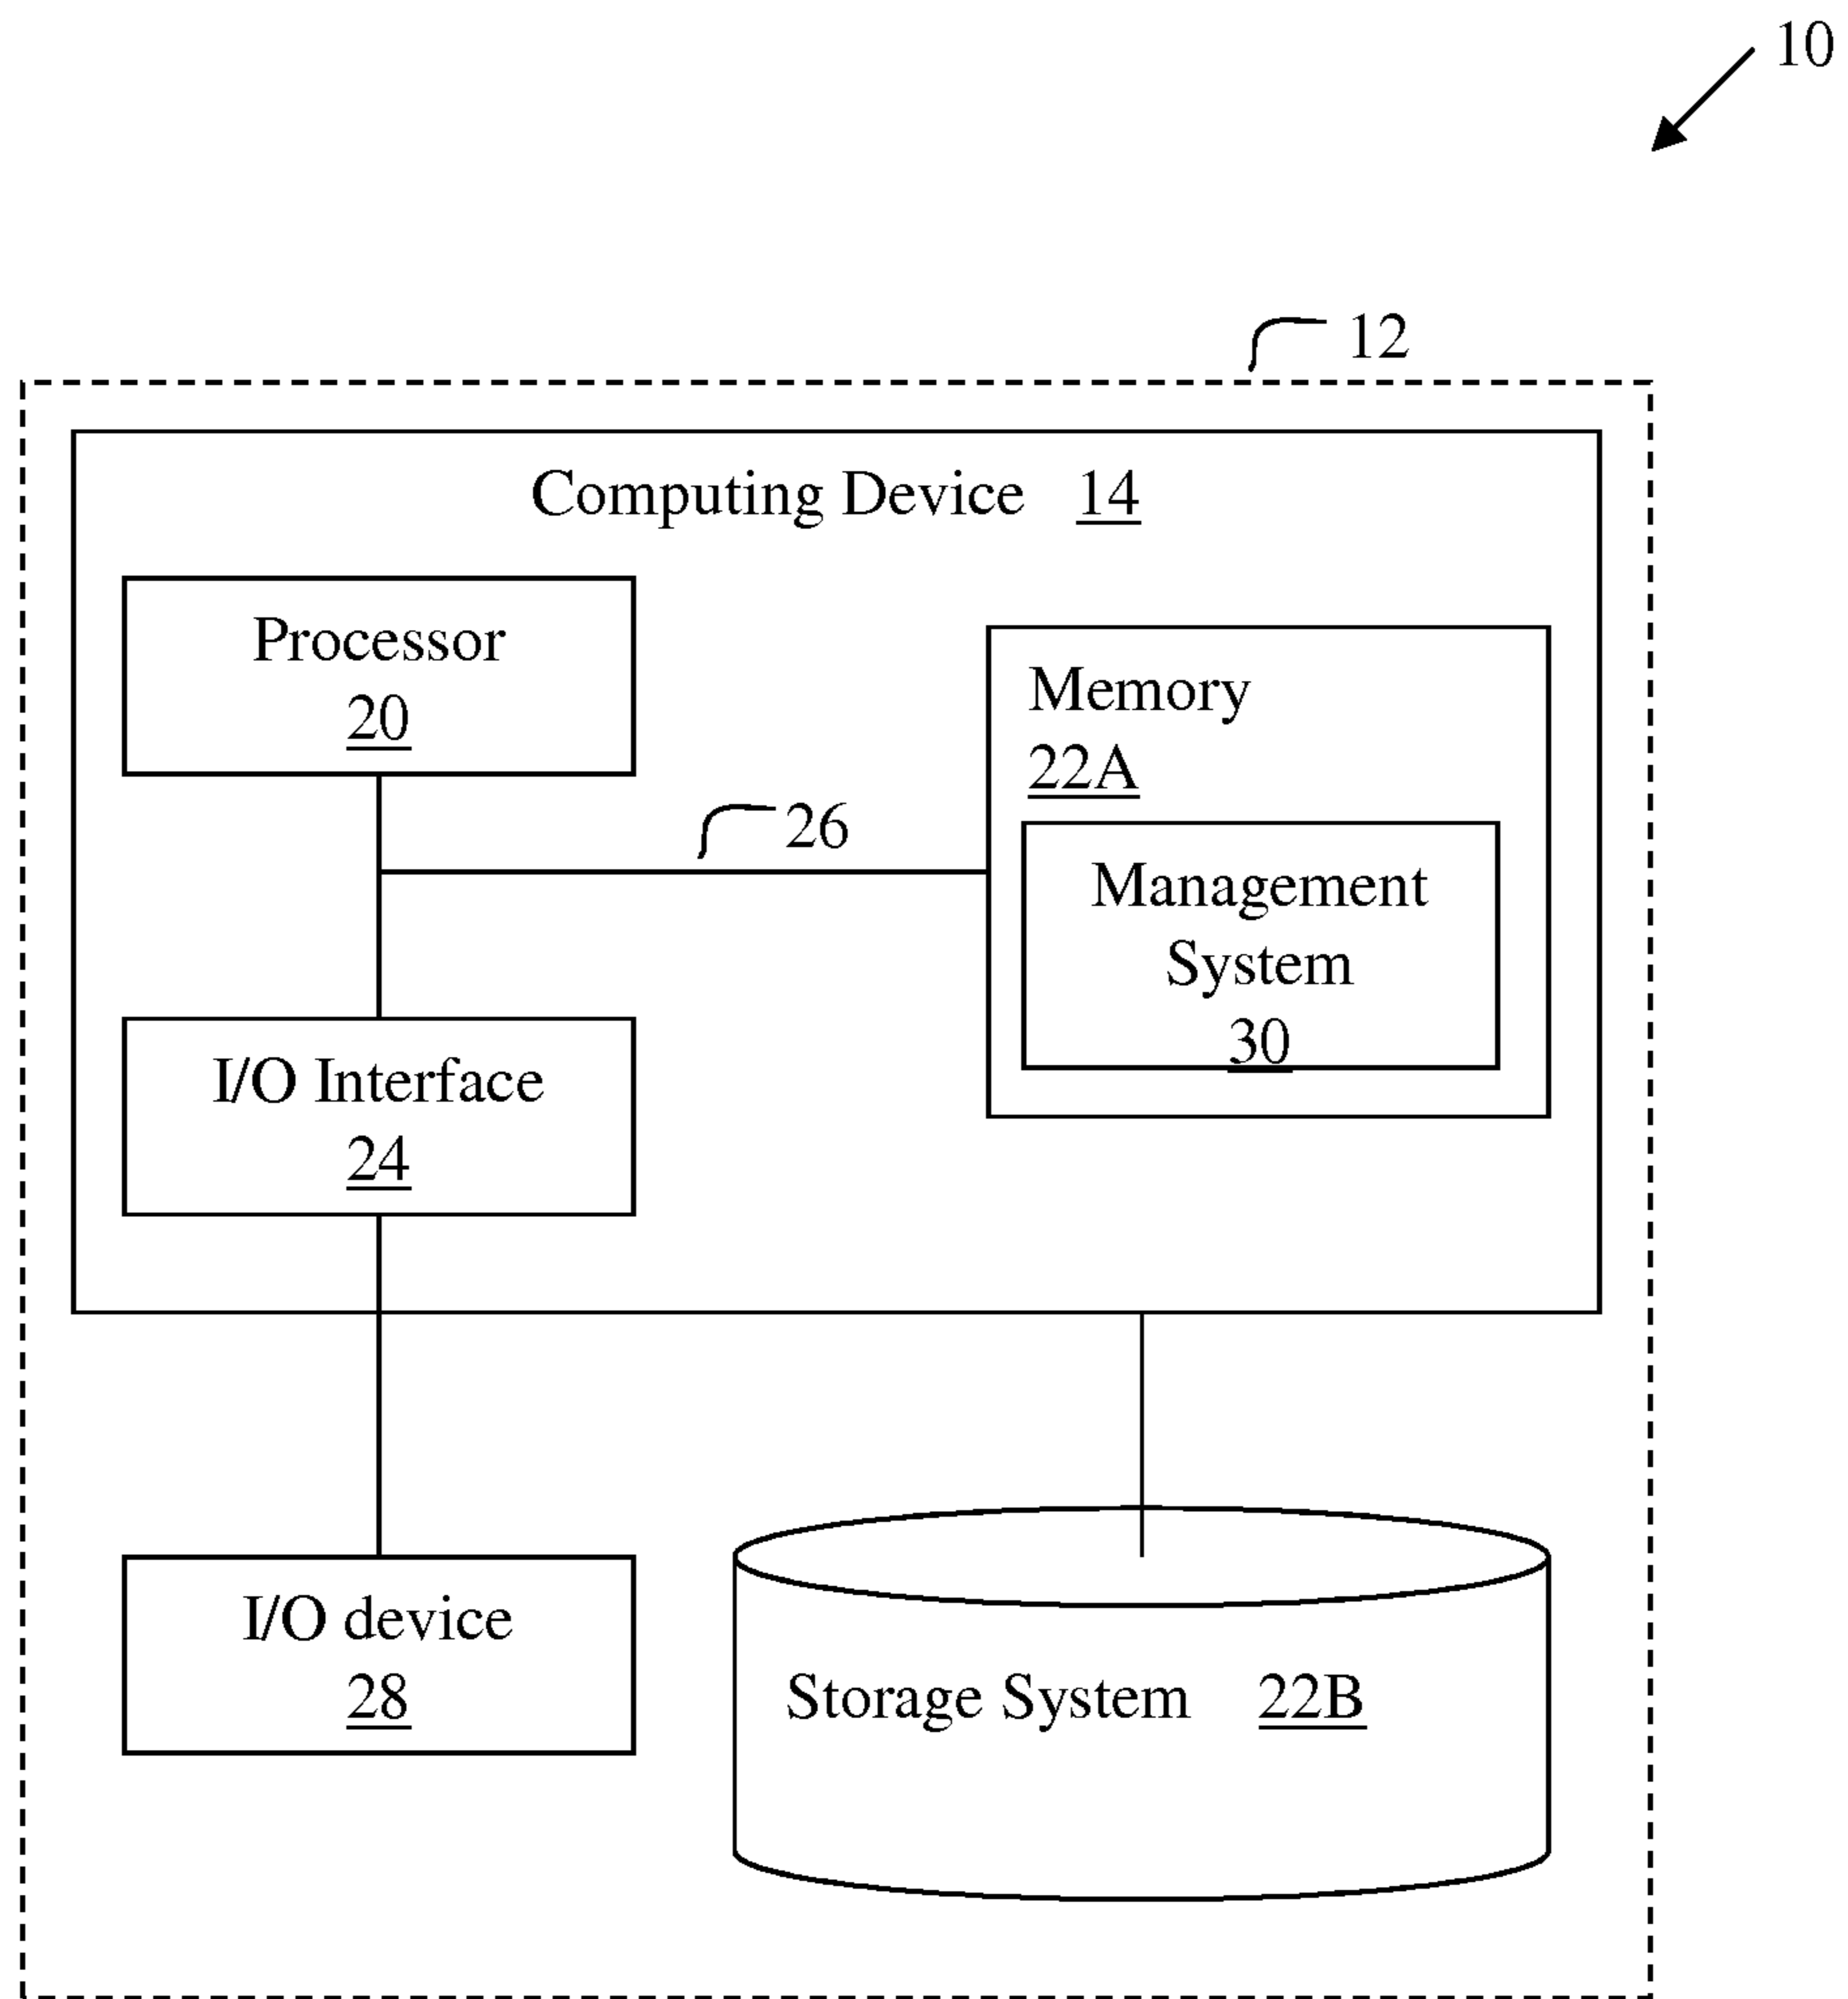 10
12
Computing Device 14
Processor
20
Memory
22A
26
Management
System
30
I/O Interface
24
I/O device
28
Storage System 22B